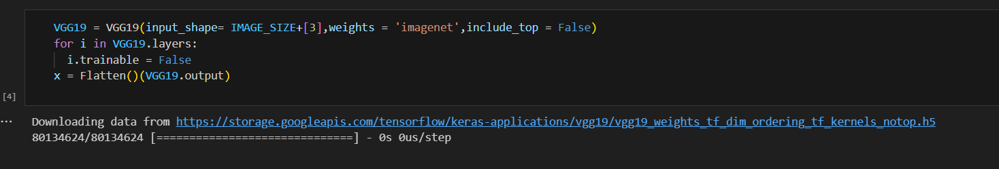 VGG19 = VGG19(input_shape= IMAGE_SIZE+[3],weights = 'imagenet',include_top = False)
for i in VGG19.layers:
  i.trainable = False
x = Flatten()(VGG19.output)
[4]
... Downloading data from https://storage.googleapis.com/tensorflow/keras-applications/vgg19/vgg19_weights_tf_dim_ordering_tf_kernels_notop.h5
80134624/80134624 [==============================] - 0s 0us/step